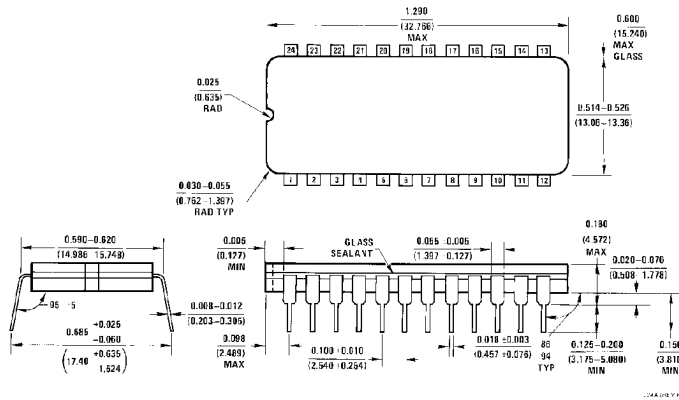 1.290
(32.766)
MAX
0.600
(15.240)
MAX
GLASS
24 23 22 21 20 19 18 17 16 15 14 13
0.025
(0.635)
RAD
0.514–0.526
(13.06–13.36)
0.030–0.055
(0.762–1.397)
RAD TYP
1 2 3 4 5 6 7 8 9 10 11 12
0.590–0.620
(14.986–15.748)
0.005
(0.127)
MIN
GLASS
SEALANT
0.055 ±0.005
(1.397 ±0.127)
0.180
(4.572)
MAX
0.020–0.070
(0.508–1.778)
95 ±5
0.008–0.012
(0.203–0.305)
0.685 +0.025
–0.060
(17.40 +0.635
1.524)
0.098
(2.489)
MAX
0.100 ±0.010
(2.540 ±0.254)
0.018 ±0.003
(0.457 ±0.076)
86
94
TYP
0.125–0.200
(3.175–5.080)
MIN
0.150
(3.810)
MIN